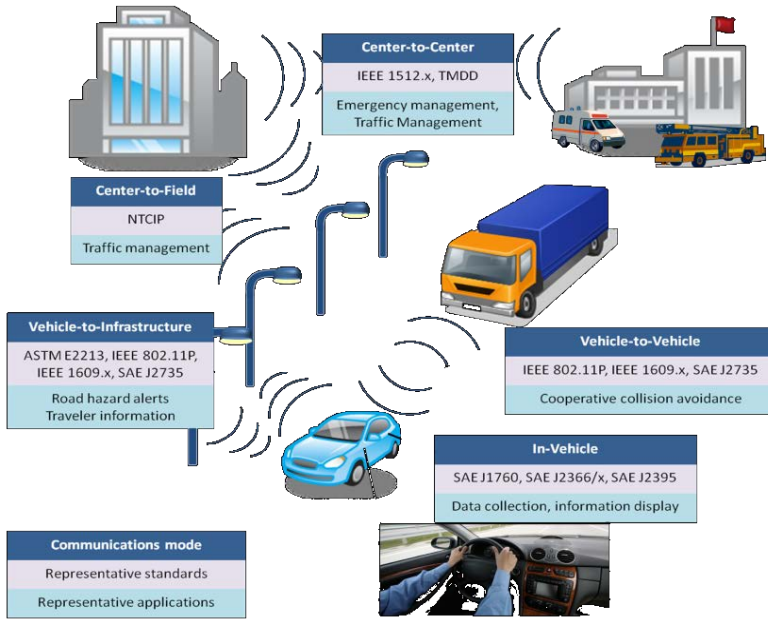 Center-to-Center
IEEE 1512.x, TMDD
Emergency management,
Traffic Management
Center-to-Field
NTCIP
Traffic management
Vehicle-to-Infrastructure
ASTM E2213, IEEE 802.11P,
IEEE 1609.x, SAE J2735
Road hazard alerts
Traveler information
Vehicle-to-Vehicle
IEEE 802.11P, IEEE 1609.x, SAE J2735
Cooperative collision avoidance
In-Vehicle
SAE J1760, SAE J2366/x, SAE J2395
Data collection, information display
Communications mode
Representative standards
Representative applications